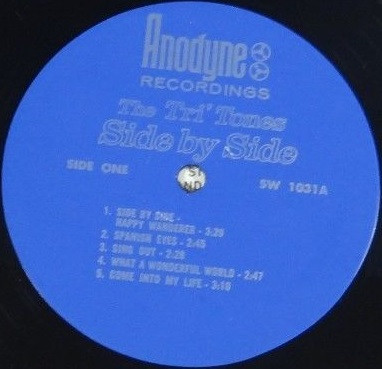 Anodyne
RECORDINGS
The Tri' Tones
Side by Side
SIDE ONE
SW 1031A
1. SIDE BY SIDE -
HAPPY WANDERER - 3:20
2. SPANISH EYES - 2:45
3. SING OUT - 2:20
4. WHAT A WONDERFUL WORLD - 2:47
5. COME INTO MY LIFE - 3:10